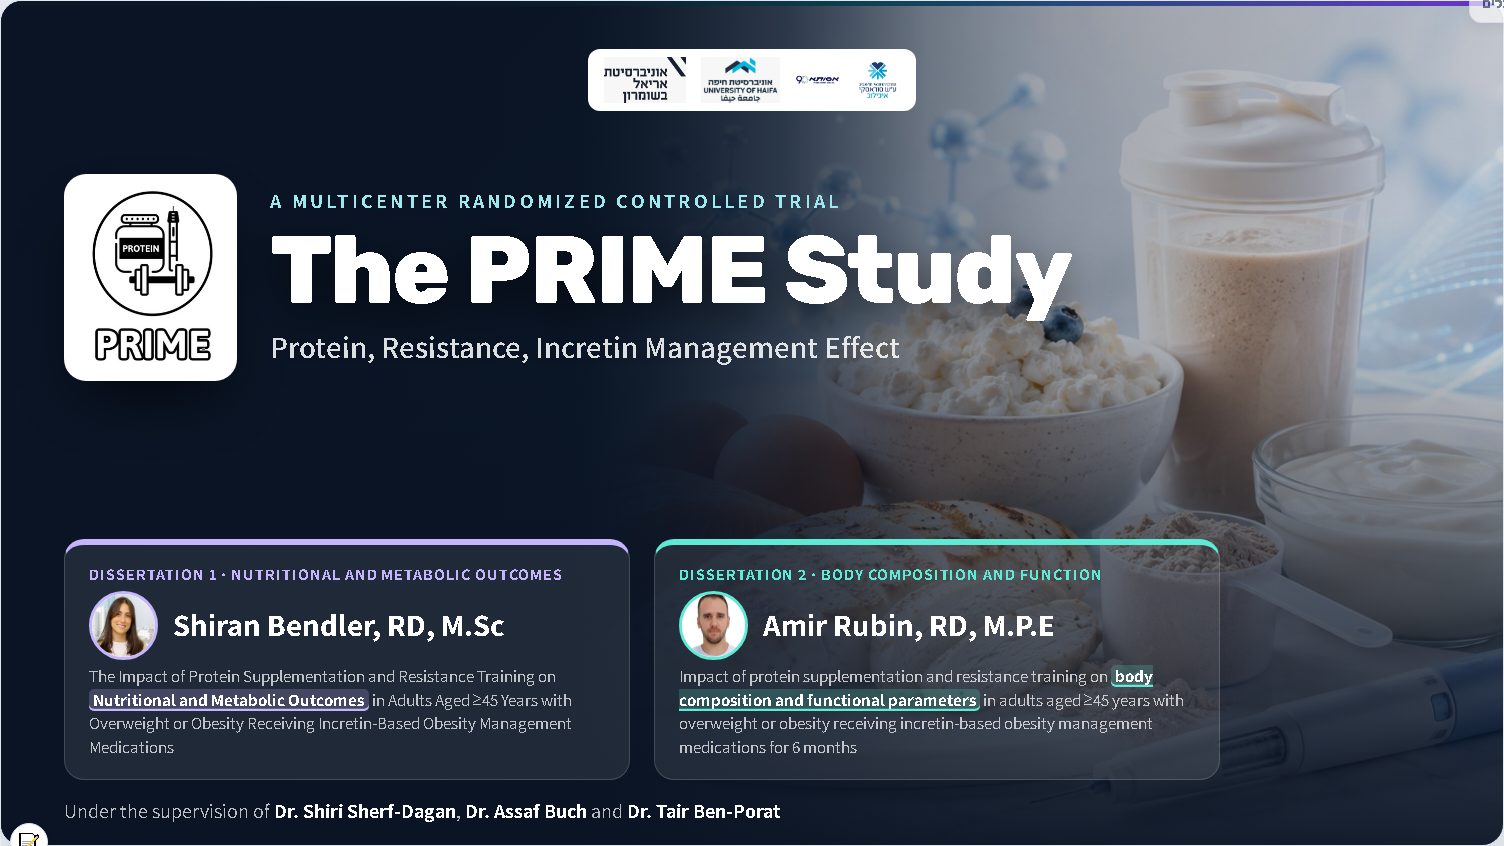 אוניברסיטת
אריאל
בשומרון
אוניברסיטת חיפה
UNIVERSITY OF HAIFA
جامعة حيفا
איכילוב
A MULTICENTER RANDOMIZED CONTROLLED TRIAL
The PRIME Study
Protein, Resistance, Incretin Management Effect
PROTEIN
PRIME
DISSERTATION 1 · NUTRITIONAL AND METABOLIC OUTCOMES
Shiran Bendler, RD, M.Sc
The Impact of Protein Supplementation and Resistance Training on
Nutritional and Metabolic Outcomes in Adults Aged ≥45 Years with
Overweight or Obesity Receiving Incretin-Based Obesity Management
Medications
DISSERTATION 2 · BODY COMPOSITION AND FUNCTION
Amir Rubin, RD, M.P.E
Impact of protein supplementation and resistance training on body
composition and functional parameters in adults aged ≥45 years with
overweight or obesity receiving incretin-based obesity management
medications for 6 months
Under the supervision of Dr. Shiri Sherf-Dagan, Dr. Assaf Buch and Dr. Tair Ben-Porat